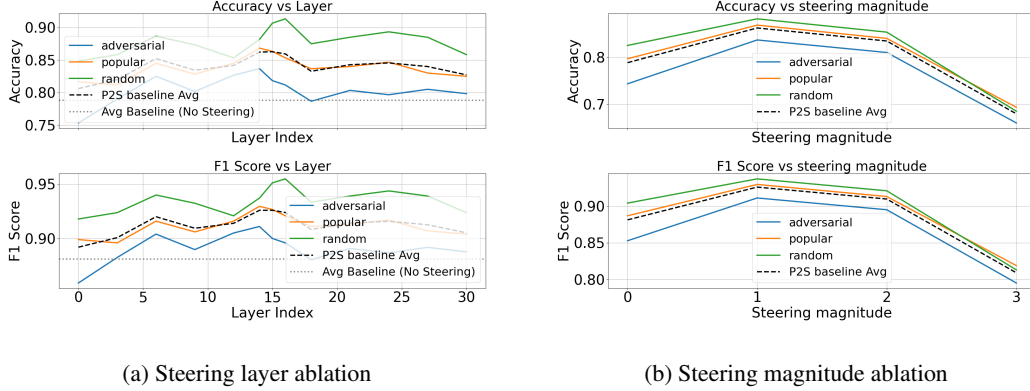 Accuracy vs Layer
Accuracy
0.90
0.85
0.80
0.75
adversarial
popular
random
P2S baseline Avg
Avg Baseline (No Steering)
Layer Index
F1 Score vs Layer
F1 Score
0.95
0.90
adversarial
popular
random
P2S baseline Avg
Avg Baseline (No Steering)
0 5 10 15 20 25 30
Layer Index
(a) Steering layer ablation
Accuracy vs steering magnitude
Accuracy
0.8
0.7
adversarial
popular
random
P2S baseline Avg
Steering magnitude
F1 Score vs steering magnitude
F1 Score
0.90
0.85
0.80
adversarial
popular
random
P2S baseline Avg
0 1 2 3
Steering magnitude
(b) Steering magnitude ablation